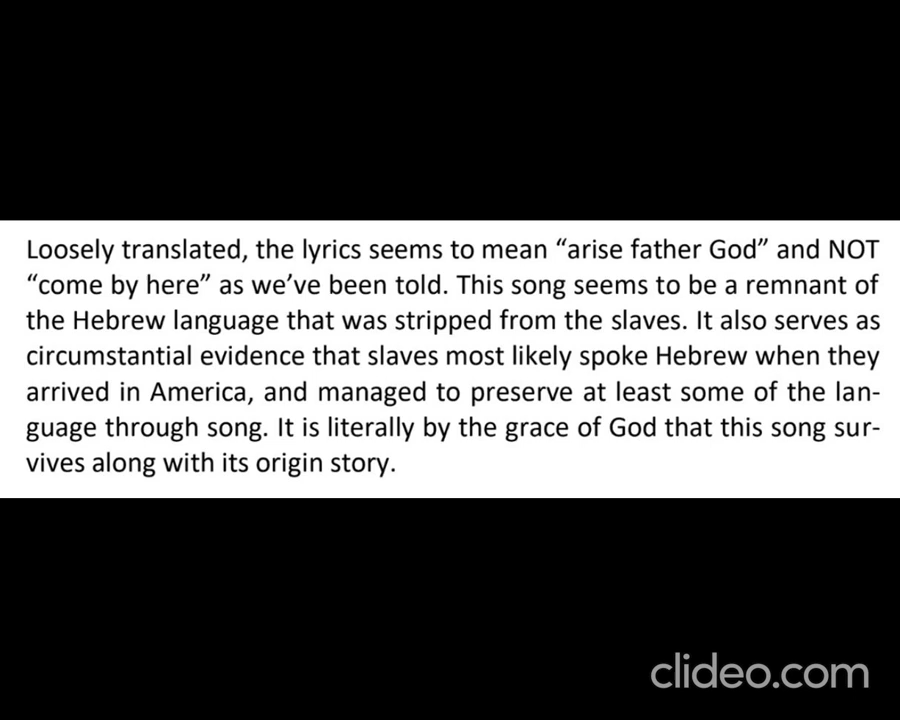 Loosely translated, the lyrics seems to mean “arise father God” and NOT
“come by here” as we’ve been told. This song seems to be a remnant of
the Hebrew language that was stripped from the slaves. It also serves as
circumstantial evidence that slaves most likely spoke Hebrew when they
arrived in America, and managed to preserve at least some of the lan-
guage through song. It is literally by the grace of God that this song sur-
vives along with its origin story.
clideo.com